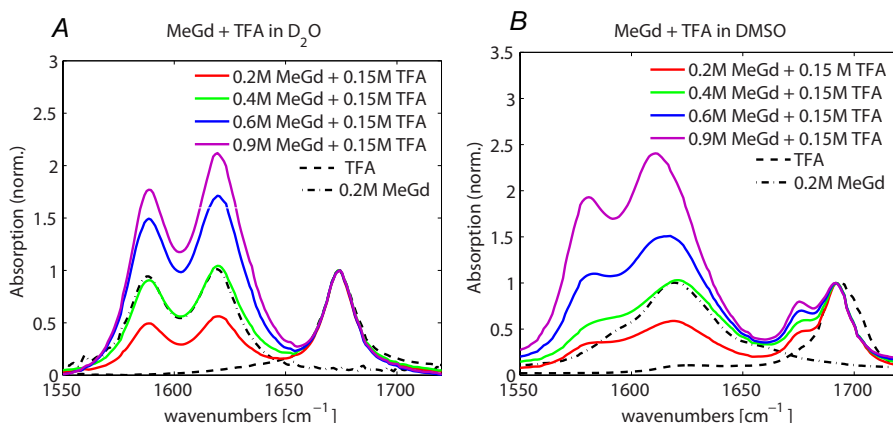 A
MeGd + TFA in D₂O
3
2.5
2
1.5
1
0.5
0
Absorption (norm.)
0.2M MeGd + 0.15M TFA
0.4M MeGd + 0.15M TFA
0.6M MeGd + 0.15M TFA
0.9M MeGd + 0.15M TFA
TFA
0.2M MeGd
1550 1600 1650 1700
wavenumbers [cm⁻¹]
B
MeGd + TFA in DMSO
3.5
3
2.5
2
1.5
1
0.5
0
Absorption (norm.)
0.2M MeGd + 0.15 M TFA
0.4M MeGd + 0.15M TFA
0.6M MeGd + 0.15M TFA
0.9M MeGd + 0.15M TFA
TFA
0.2M MeGd
1550 1600 1650 1700
wavenumbers [cm⁻¹]